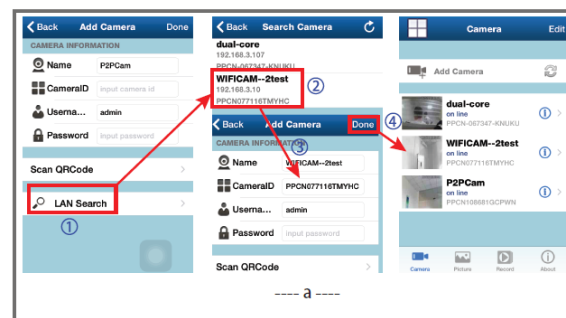 Back Add Camera Done
CAMERA INFORMATION
Name P2PCam
CameraID input camera id
Userna... admin
Password input password
Scan QRCode
LAN Search
①
Back Search Camera
dual-core
192.168.3.107
PPCN-067347-KNUKU
WIFICAM--2test
192.168.3.10
PPCN077116TMYHC
②
Back Add Camera Done
CAMERA INFORMATION
③
Name WIFICAM--2test
CameraID PPCN077116TMYHC
Userna... admin
Password input password
Scan QRCode
④
Camera Edit
Add Camera
dual-core
on line
PPCN-067347-KNUKU
WIFICAM--2test
on line
PPCN077116TMYHC
P2PCam
on line
PPCN108681GCPWN
Camera Picture Record About
---- a ----